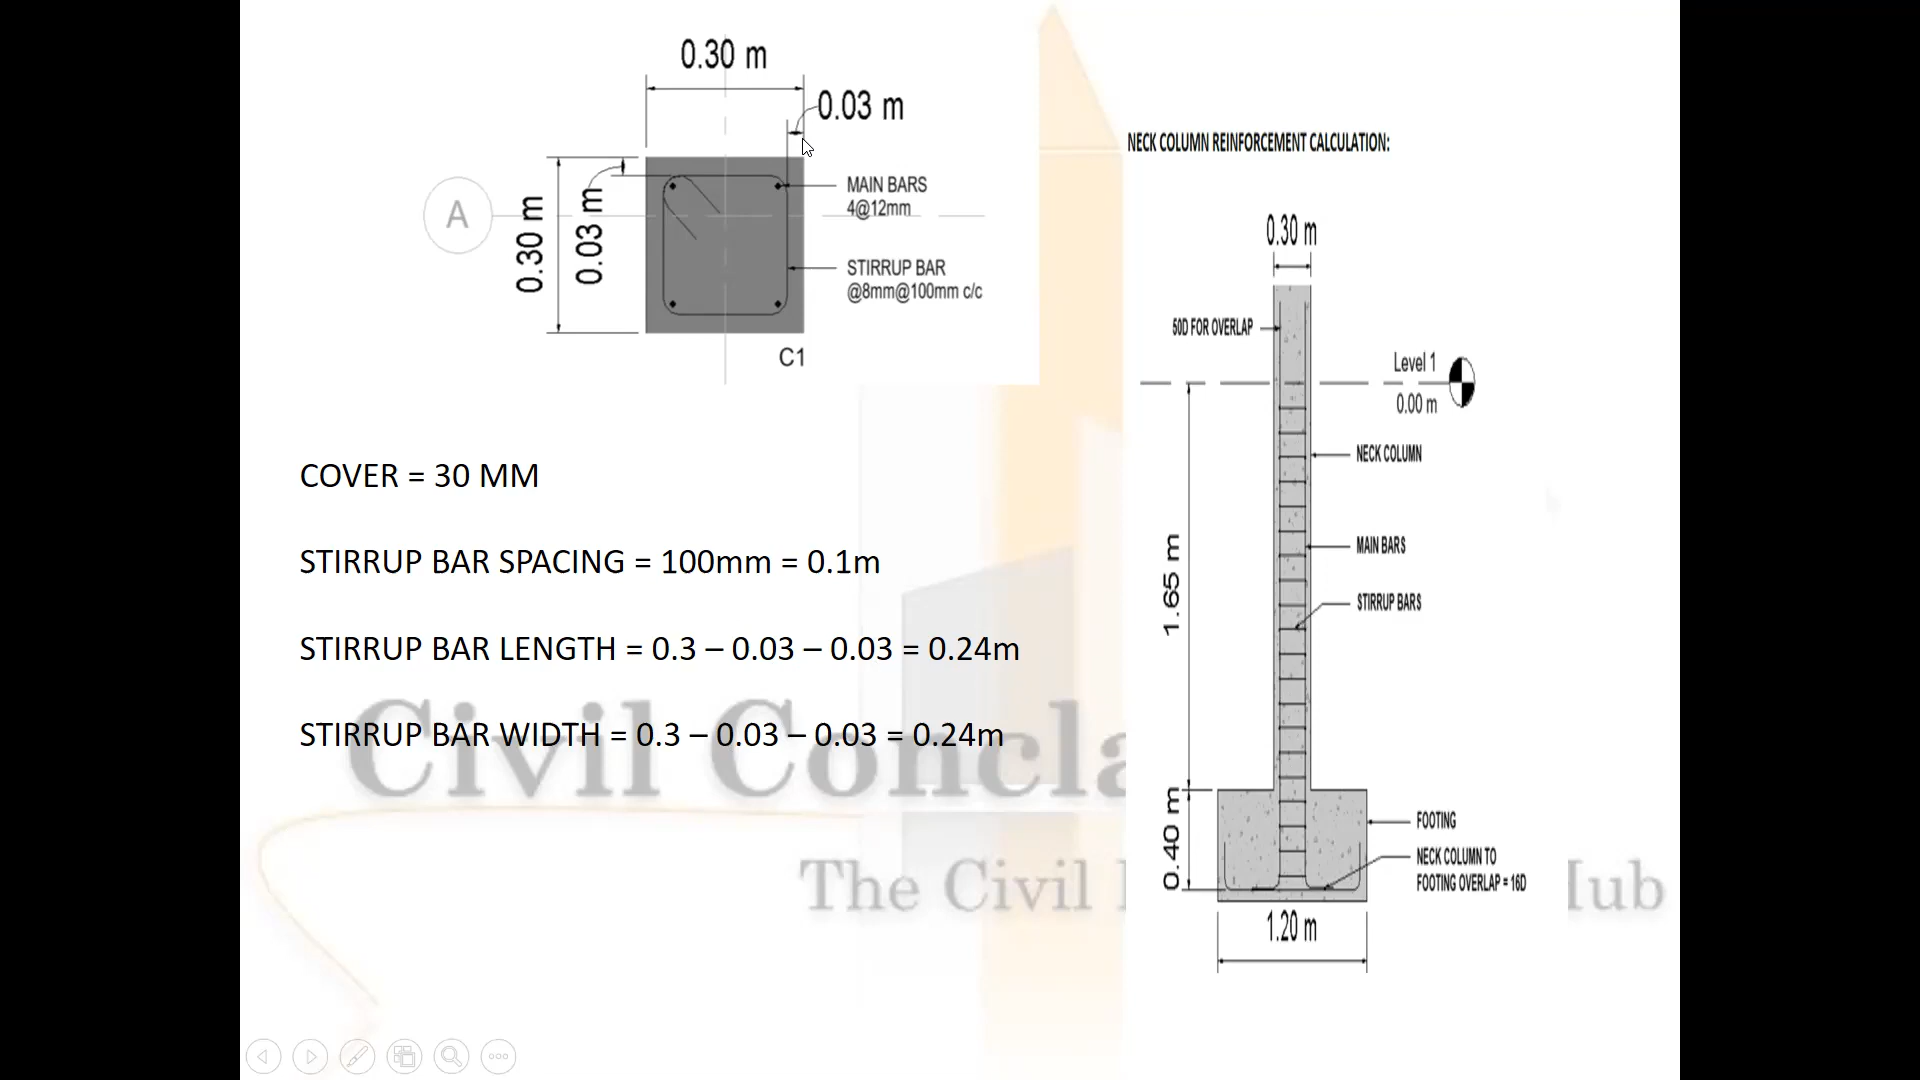 0.30 m
0.03 m
0.30 m
0.03 m
A
MAIN BARS
4@12mm
STIRRUP BAR
@8mm@100mm c/c
C1
COVER = 30 MM
STIRRUP BAR SPACING = 100mm = 0.1m
STIRRUP BAR LENGTH = 0.3 – 0.03 – 0.03 = 0.24m
STIRRUP BAR WIDTH = 0.3 – 0.03 – 0.03 = 0.24m
NECK COLUMN REINFORCEMENT CALCULATION:
0.30 m
50D FOR OVERLAP
Level 1
0.00 m
NECK COLUMN
MAIN BARS
STIRRUP BARS
1.65 m
0.40 m
FOOTING
NECK COLUMN TO
FOOTING OVERLAP = 16D
1.20 m
Civil Concla
The Civil
Hub